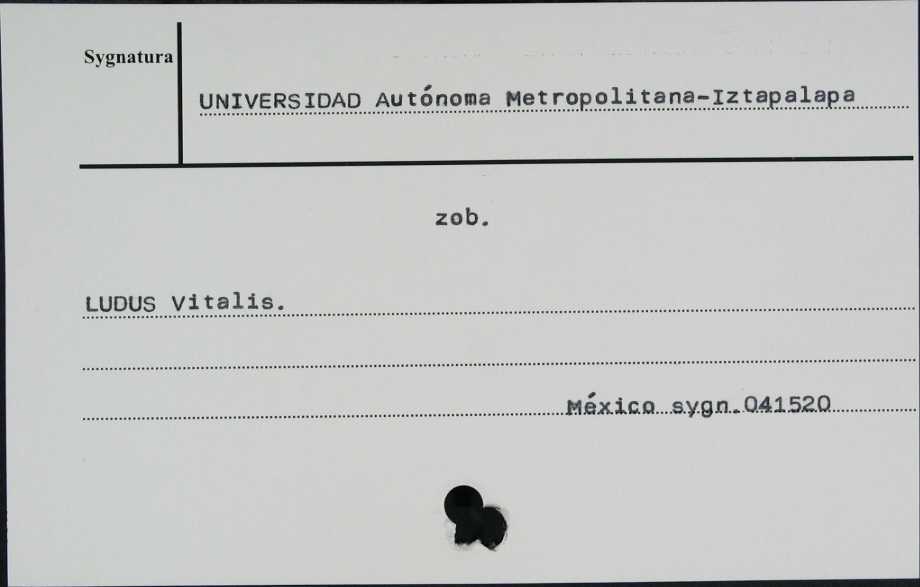 Sygnatura
UNIVERSIDAD Autónoma Metropolitana-Iztapalapa
zob.
LUDUS Vitalis.
México sygn.041520